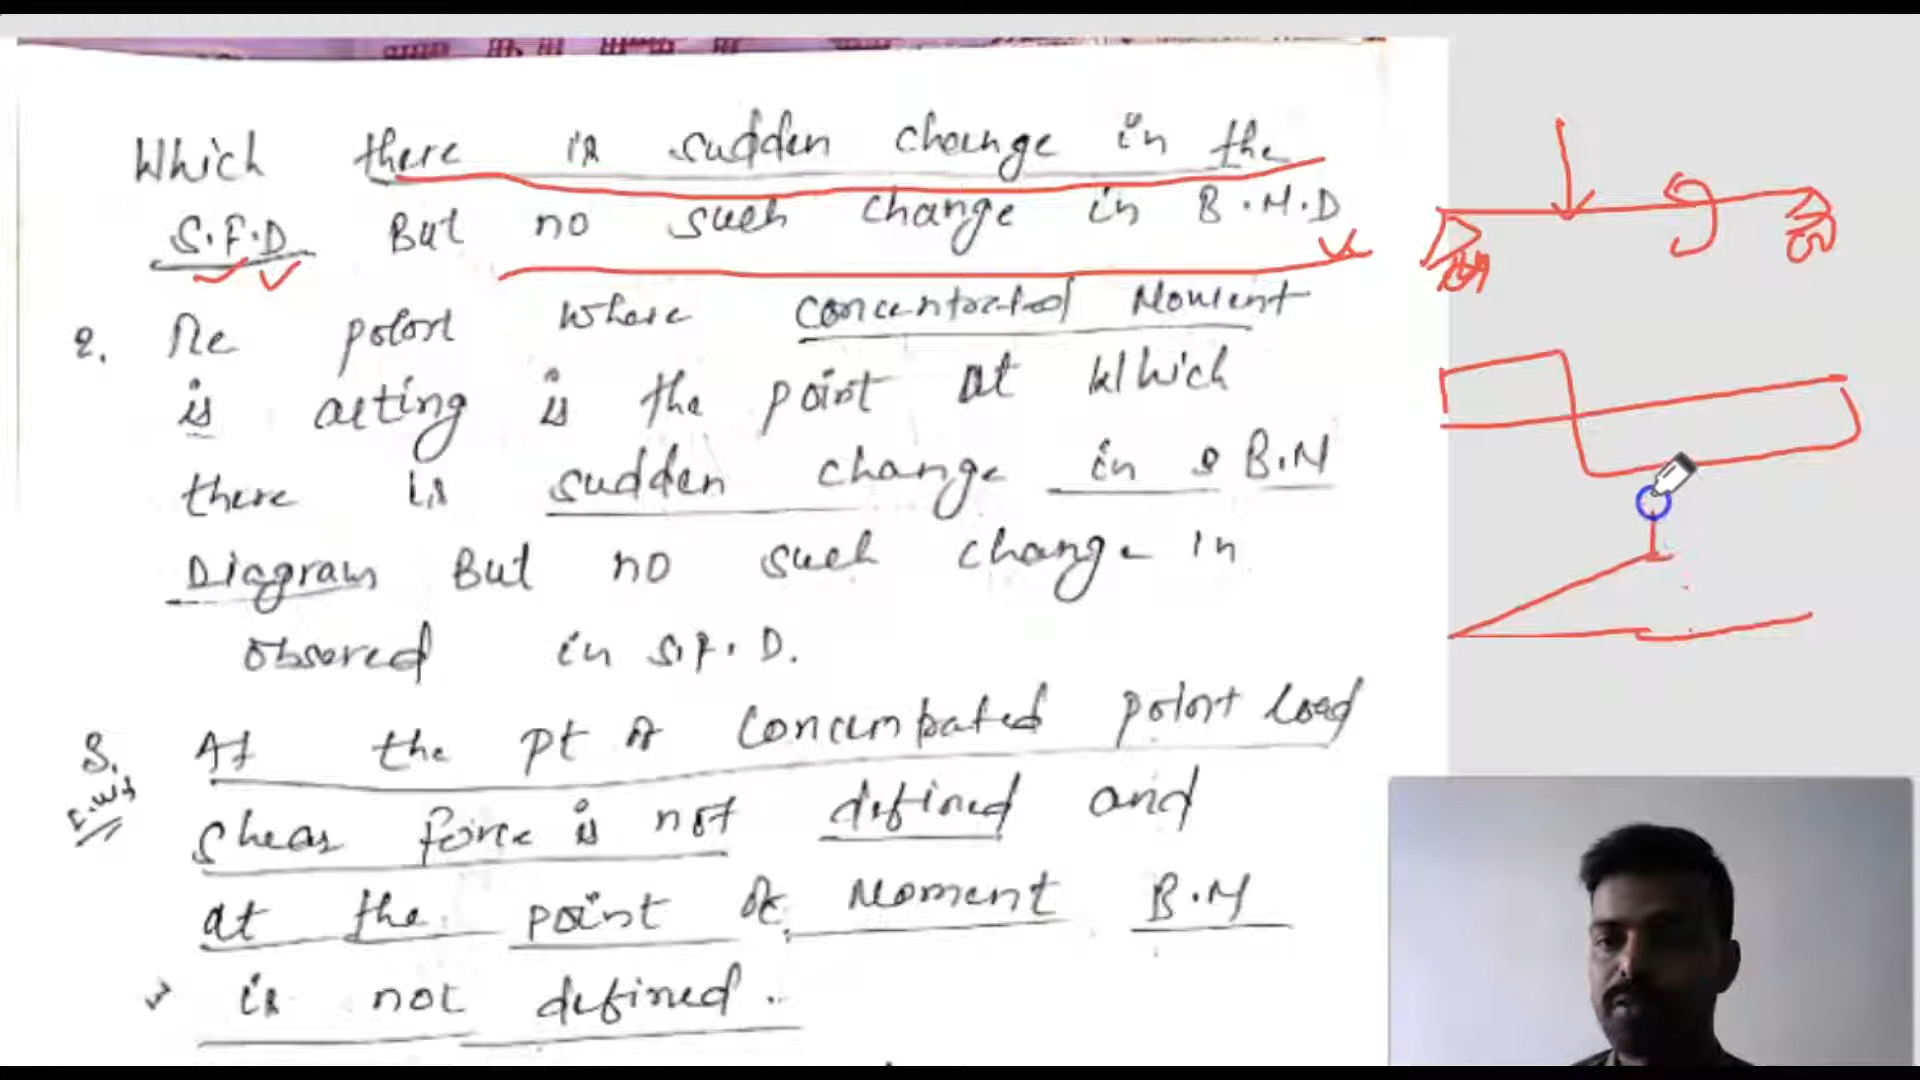 Which there is sudden change in the
S.F.D But no such change in B.M.D
2. The point where concentrated Moment
is acting is the point at Which
there is sudden change in B.M
Diagram But no such change in
observed in S.F.D.
3. At the pt of concentrated point load
shear force is not defined and
at the point of Moment B.M
is not defined.